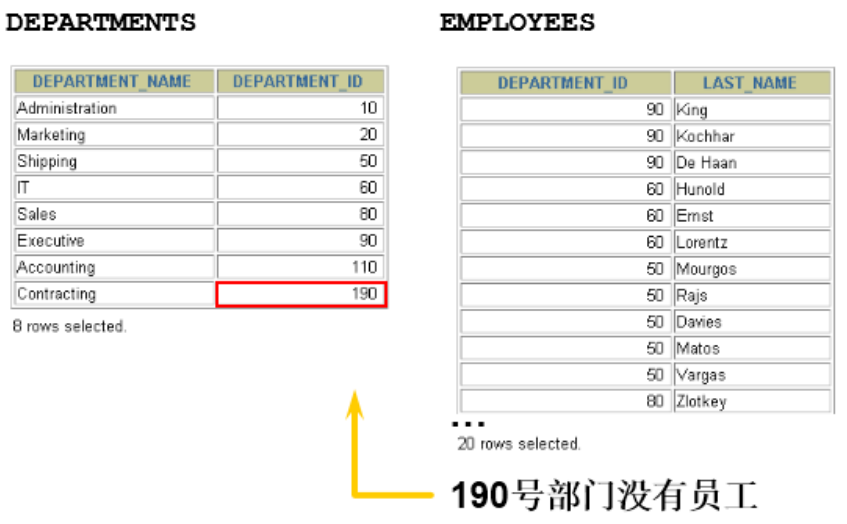 DEPARTMENTS
DEPARTMENT_NAME DEPARTMENT_ID
Administration 10
Marketing 20
Shipping 50
IT 60
Sales 80
Executive 90
Accounting 110
Contracting 190
8 rows selected.
EMPLOYEES
DEPARTMENT_ID LAST_NAME
90 King
90 Kochhar
90 De Haan
60 Hunold
60 Ernst
60 Lorentz
50 Mourgos
50 Rajs
50 Davies
50 Matos
50 Vargas
80 Zlotkey
...
20 rows selected.
190号部门没有员工